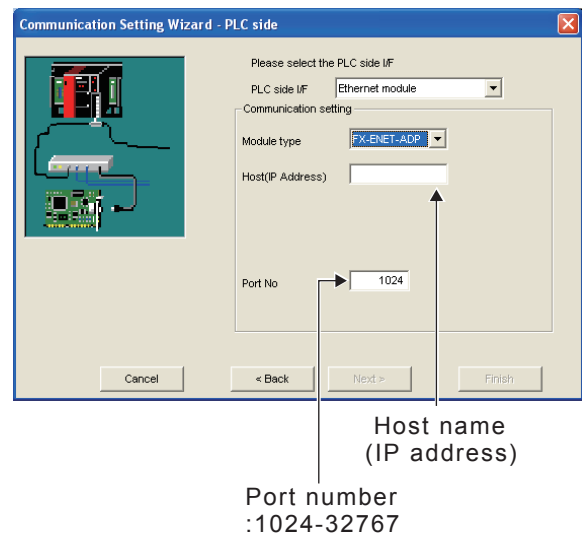 Communication Setting Wizard - PLC side
Please select the PLC side I/F
PLC side I/F
Ethernet module
Communication setting
Module type
FX-ENET-ADP
Host(IP Address)
Port No
1024
Cancel
< Back
Next >
Finish
Host name
(IP address)
Port number
:1024-32767